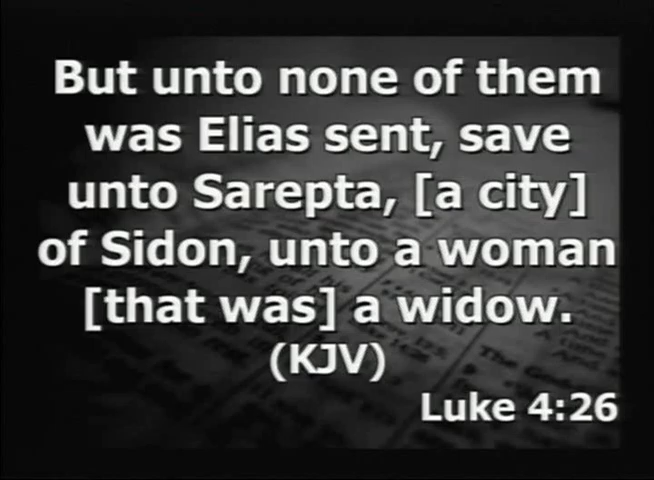 But unto none of them
was Elias sent, save
unto Sarepta, [a city]
of Sidon, unto a woman
[that was] a widow.
(KJV)
Luke 4:26